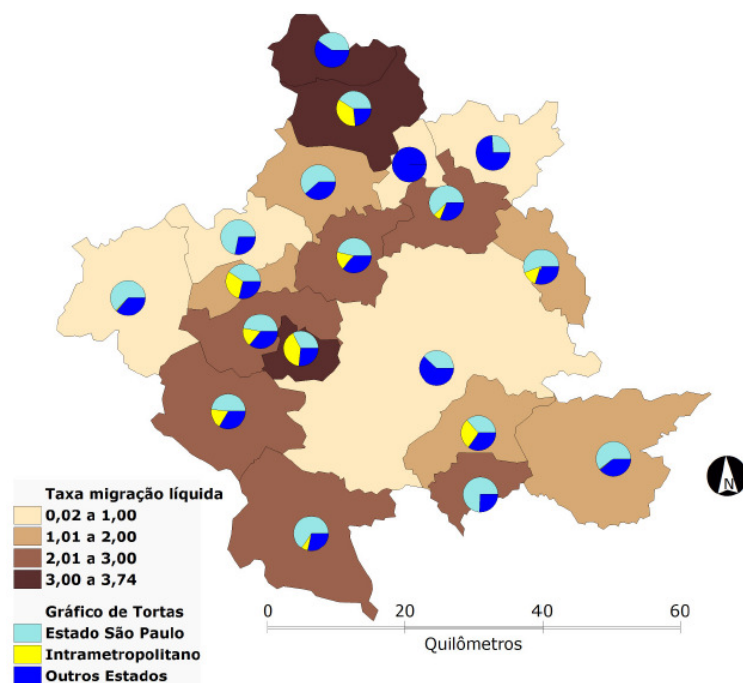 N
Taxa migração líquida
0,02 a 1,00
1,01 a 2,00
2,01 a 3,00
3,00 a 3,74
Gráfico de Tortas
Estado São Paulo
Intrametropolitano
Outros Estados
0 20 40 60
Quilômetros